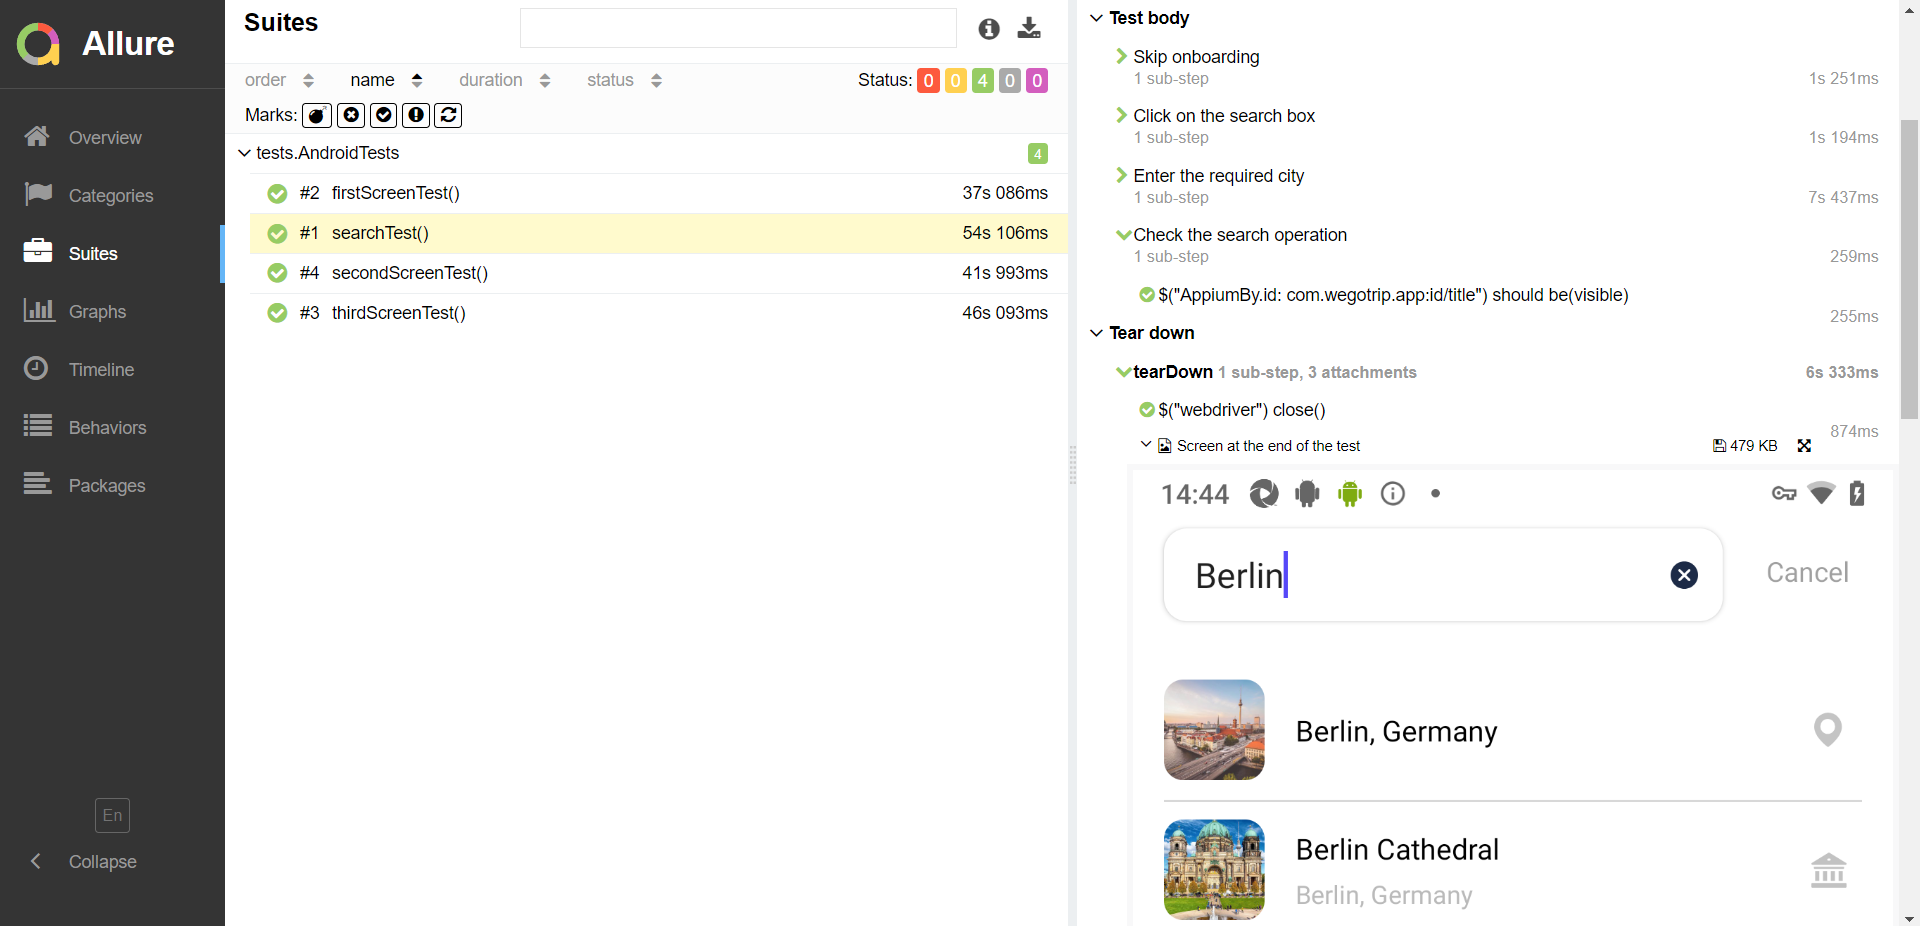 Allure
Overview
Categories
Suites
Graphs
Timeline
Behaviors
Packages
En
Collapse
Suites
order name duration status Status: 0 0 4 0 0
Marks:
tests.AndroidTests 4
#2 firstScreenTest() 37s 086ms
#1 searchTest() 54s 106ms
#4 secondScreenTest() 41s 993ms
#3 thirdScreenTest() 46s 093ms
Test body
Skip onboarding
1 sub-step 1s 251ms
Click on the search box
1 sub-step 1s 194ms
Enter the required city
1 sub-step 7s 437ms
Check the search operation
1 sub-step 259ms
$("AppiumBy.id: com.wegotrip.app:id/title") should be(visible)
255ms
Tear down
tearDown 1 sub-step, 3 attachments 6s 333ms
$("webdriver") close()
874ms
Screen at the end of the test 479 KB
14:44
Berlin Cancel
Berlin, Germany
Berlin Cathedral
Berlin, Germany